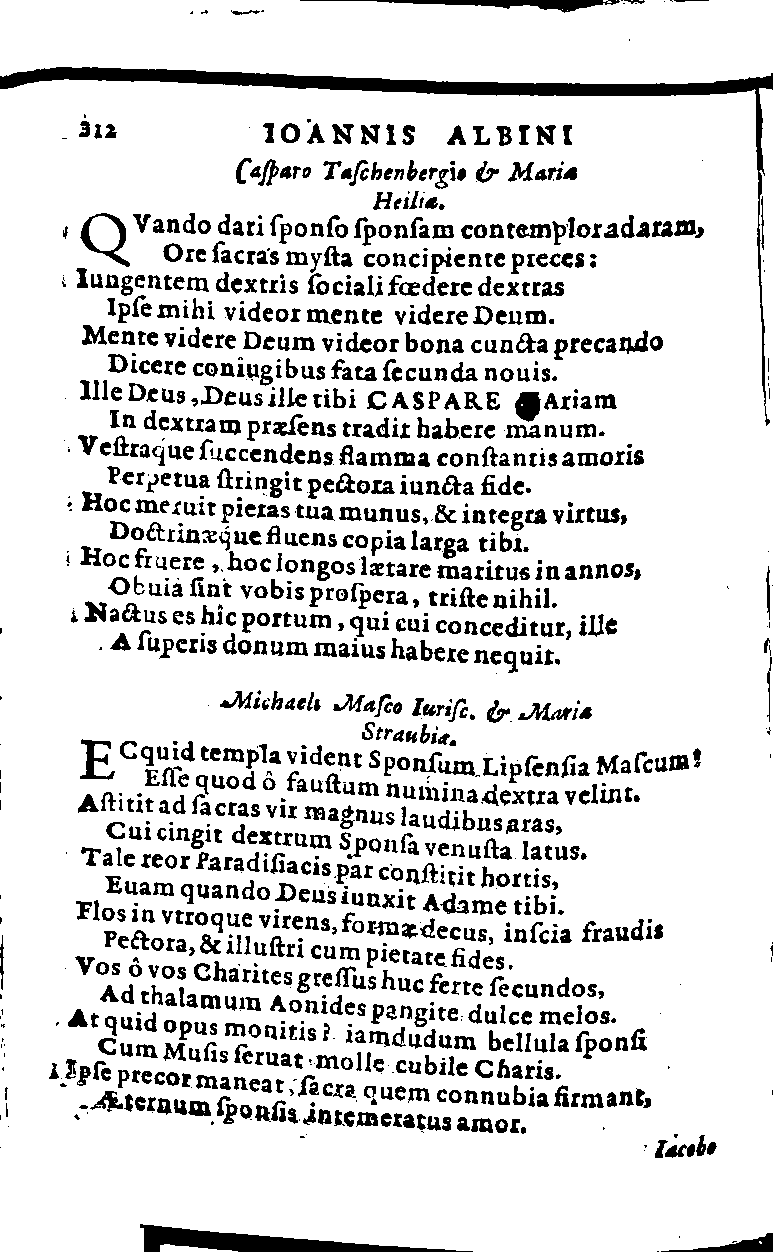 312 IOANNIS ALBINI
Casparo Taschenbergio & Mariæ
Heiliæ.
QVando dari sponso sponsam contemplor ad aram,
Ore sacras mysta concipiente preces:
Iungentem dextris sociali fœdere dextras
Ipse mihi videor mente videre Deum.
Mente videre Deum videor bona cuncta precando
Dicere coniugibus fata secunda nouis.
Ille Deus, Deus ille tibi CASPARE Ariam
In dextram præsens tradit habere manum.
Vestraque succendens flamma constantis amoris
Perpetua stringit pectora iuncta fide.
Hoc meruit pietas tua munus, & integra virtus,
Doctrinæq́ue fluens copia larga tibi.
Hoc fruere, hoc longos lætare maritus in annos,
Obuia sint vobis prospera, triste nihil.
Nactus es hîc portum, qui cui conceditur, ille
A superis donum maius habere nequit.
Michaeli Masco Iurisc. & Mariæ
Straubiæ.
ECquid templa vident Sponsum Lipsensia Mascum?
Esse quod ô faustum numina dextra velint.
Astitit ad sacras vir magnus laudibus aras,
Cui cingit dextrum Sponsa venusta latus.
Tale reor Paradisiacis par constitit hortis,
Euam quando Deus iunxit Adame tibi.
Flos in vtroque virens, formæ decus, inscia fraudis
Pectora, & illustri cum pietate fides.
Vos ô vos Charites gressus huc ferte secundos,
Ad thalamum Aonides pangite dulce melos.
At quid opus monitis? iamdudum bellula sponsi
Cum Musis seruat molle cubile Charis.
Ipse precor maneat, sacra quem connubia firmant,
Æternum sponsis intemeratus amor.
Iacobo